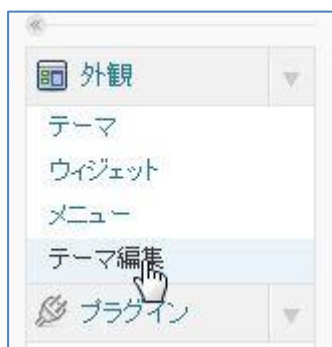 外観
テーマ
ウィジェット
メニュー
テーマ編集
プラグイン